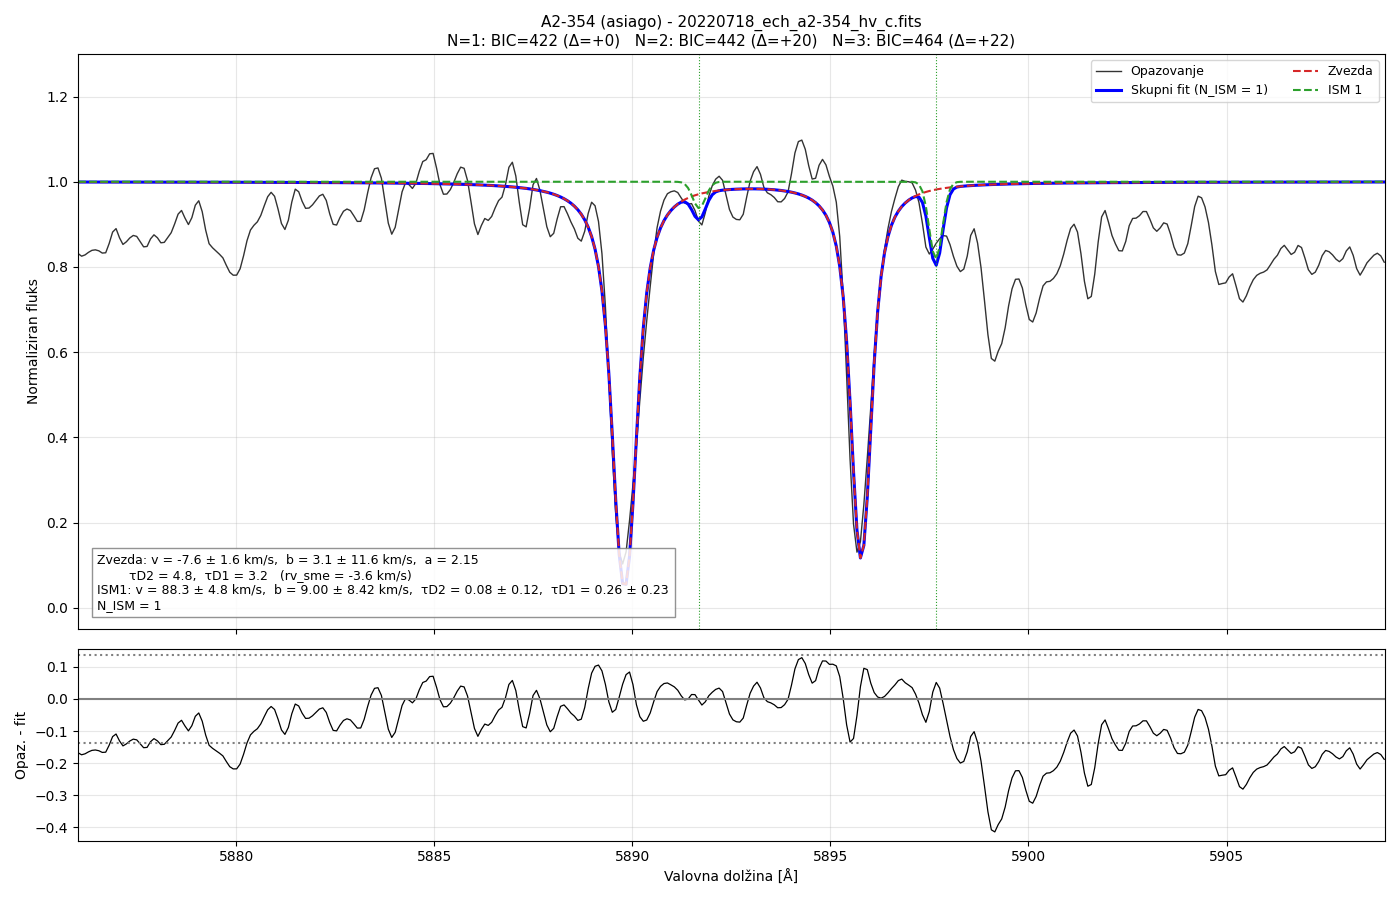 A2-354 (asiago) - 20220718_ech_a2-354_hv_c.fits
N=1: BIC=422 (Δ=+0)   N=2: BIC=442 (Δ=+20)   N=3: BIC=464 (Δ=+22)
Opazovanje
Skupni fit (N_ISM = 1)
Zvezda
ISM 1
Normaliziran fluks
1.2
1.0
0.8
0.6
0.4
0.2
0.0
Zvezda: v = -7.6 ± 1.6 km/s,  b = 3.1 ± 11.6 km/s,  a = 2.15
τD2 = 4.8,  τD1 = 3.2   (rv_sme = -3.6 km/s)
ISM1: v = 88.3 ± 4.8 km/s,  b = 9.00 ± 8.42 km/s,  τD2 = 0.08 ± 0.12,  τD1 = 0.26 ± 0.23
N_ISM = 1
Opaz. - fit
0.1
0.0
−0.1
−0.2
−0.3
−0.4
5880
5885
5890
5895
5900
5905
Valovna dolžina [Å]